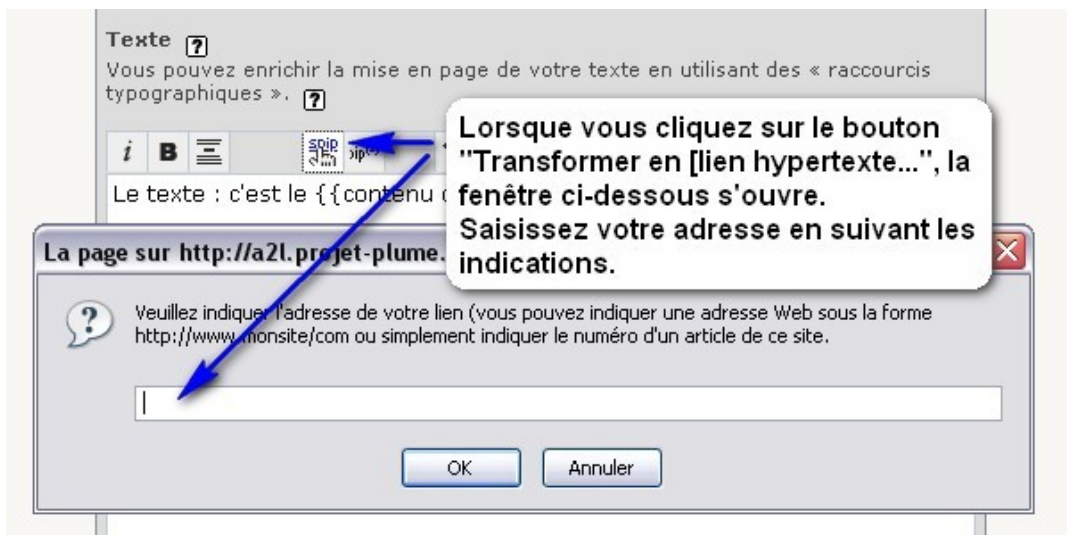 Texte ?
Vous pouvez enrichir la mise en page de votre texte en utilisant des « raccourcis
typographiques ». ?
i B spip
Lorsque vous cliquez sur le bouton
"Transformer en [lien hypertexte...", la
fenêtre ci-dessous s'ouvre.
Saisissez votre adresse en suivant les
indications.
Le texte : c'est le {{contenu
La page sur http://a2l.projet-plume.
Veuillez indiquer l'adresse de votre lien (vous pouvez indiquer une adresse Web sous la forme
http://www.monsite/com ou simplement indiquer le numéro d'un article de ce site.
OK Annuler